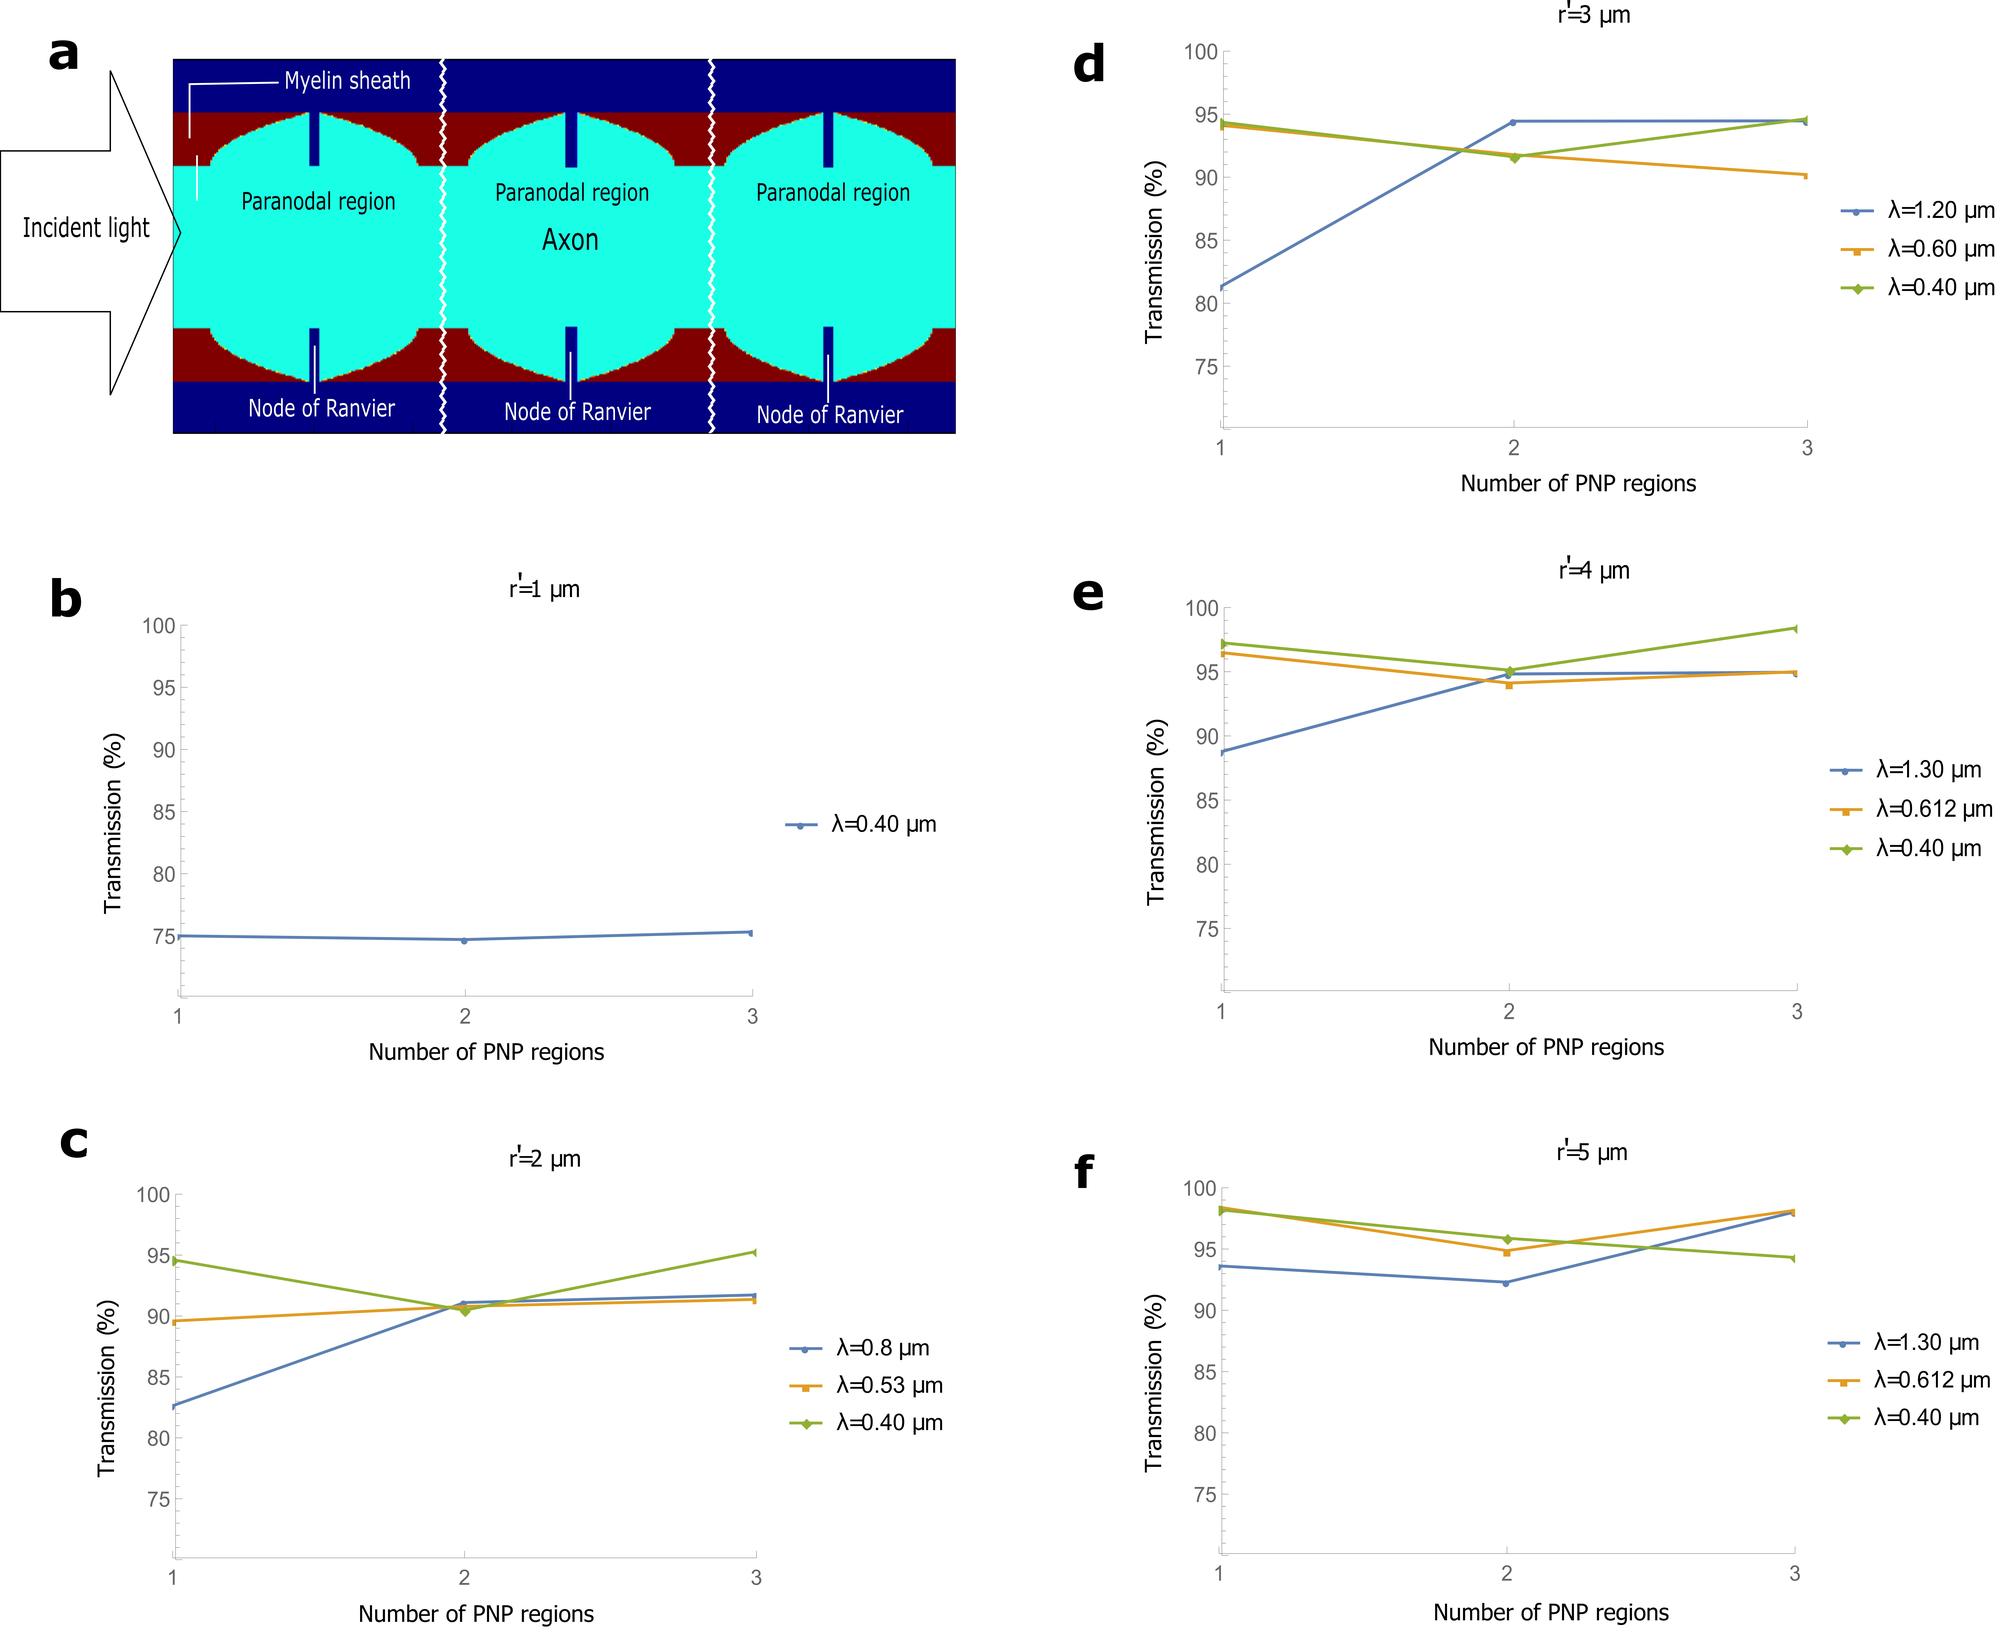 a
Myelin sheath
Incident light
Paranodal region
Paranodal region
Paranodal region
Axon
Node of Ranvier
Node of Ranvier
Node of Ranvier
b
r'=1 µm
Transmission (%)
100
95
90
85
80
75
1 2 3
Number of PNP regions
λ=0.40 µm
c
r'=2 µm
Transmission (%)
100
95
90
85
80
75
1 2 3
Number of PNP regions
λ=0.8 µm
λ=0.53 µm
λ=0.40 µm
d
r'=3 µm
Transmission (%)
100
95
90
85
80
75
1 2 3
Number of PNP regions
λ=1.20 µm
λ=0.60 µm
λ=0.40 µm
e
r'=4 µm
Transmission (%)
100
95
90
85
80
75
1 2 3
Number of PNP regions
λ=1.30 µm
λ=0.612 µm
λ=0.40 µm
f
r'=5 µm
Transmission (%)
100
95
90
85
80
75
1 2 3
Number of PNP regions
λ=1.30 µm
λ=0.612 µm
λ=0.40 µm